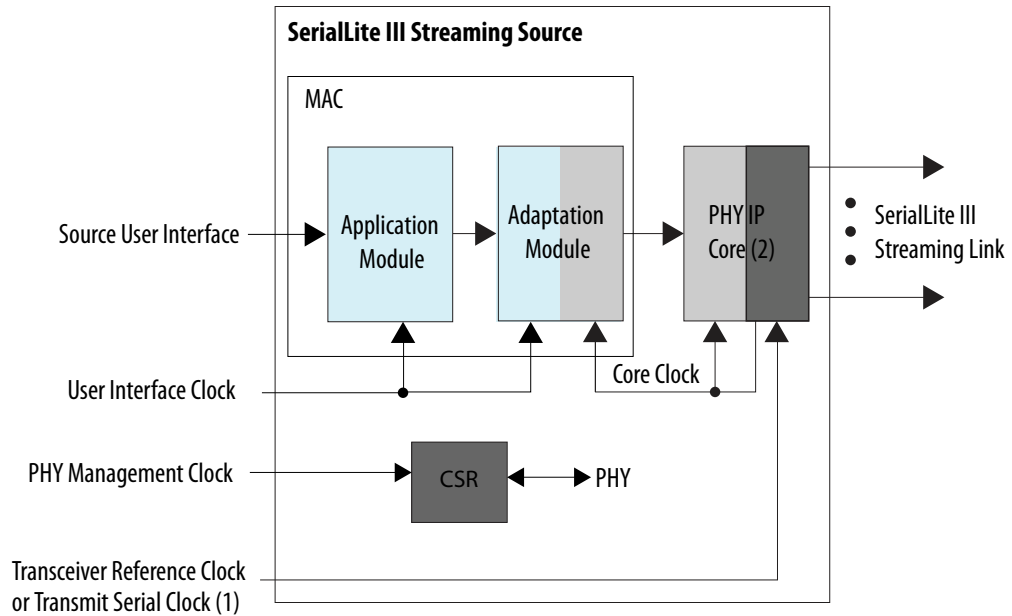 SerialLite III Streaming Source
MAC
Source User Interface
Application
Module
Adaptation
Module
PHY IP
Core (2)
SerialLite III
Streaming Link
User Interface Clock
Core Clock
PHY Management Clock
CSR
PHY
Transceiver Reference Clock
or Transmit Serial Clock (1)